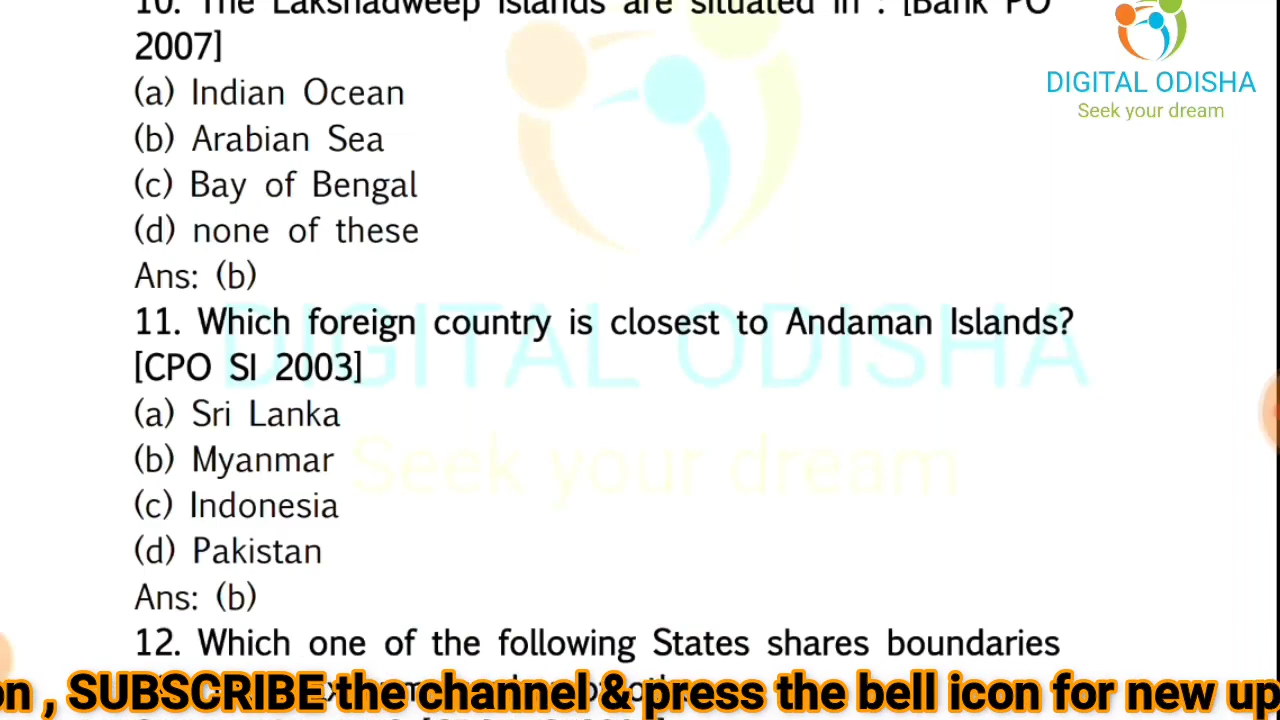 10. The Lakshadweep Islands are situated in : [Bank PO
2007]
(a) Indian Ocean
(b) Arabian Sea
(c) Bay of Bengal
(d) none of these
Ans: (b)
11. Which foreign country is closest to Andaman Islands?
[CPO SI 2003]
(a) Sri Lanka
(b) Myanmar
(c) Indonesia
(d) Pakistan
Ans: (b)
12. Which one of the following States shares boundaries
on , SUBSCRIBE the channel & press the bell icon for new up
DIGITAL ODISHA
Seek your dream
DIGITAL ODISHA
Seek your dream